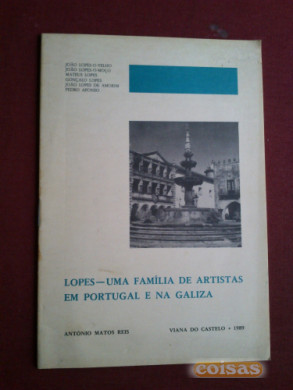 JOÃO LOPES-O-VELHO
JOÃO LOPES-O-MOÇO
MATEUS LOPES
GONÇALO LOPES
JOÃO LOPES DE AMORIM
PEDRO AFONSO
LOPES—UMA FAMÍLIA DE ARTISTAS
EM PORTUGAL E NA GALIZA
ANTÓNIO MATOS REIS
VIANA DO CASTELO • 1989
coisas